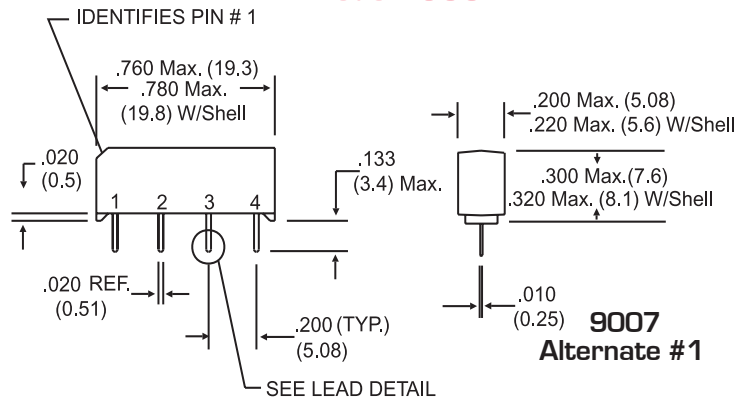 IDENTIFIES PIN # 1
.760 Max. (19.3)
.780 Max.
(19.8) W/Shell
.200 Max. (5.08)
.220 Max. (5.6) W/Shell
.020
(0.5)
.133
(3.4) Max.
.300 Max.(7.6)
.320 Max. (8.1) W/Shell
1 2 3 4
.020 REF.
(0.51)
.200 (TYP.)
(5.08)
.010
(0.25)
9007
Alternate #1
SEE LEAD DETAIL